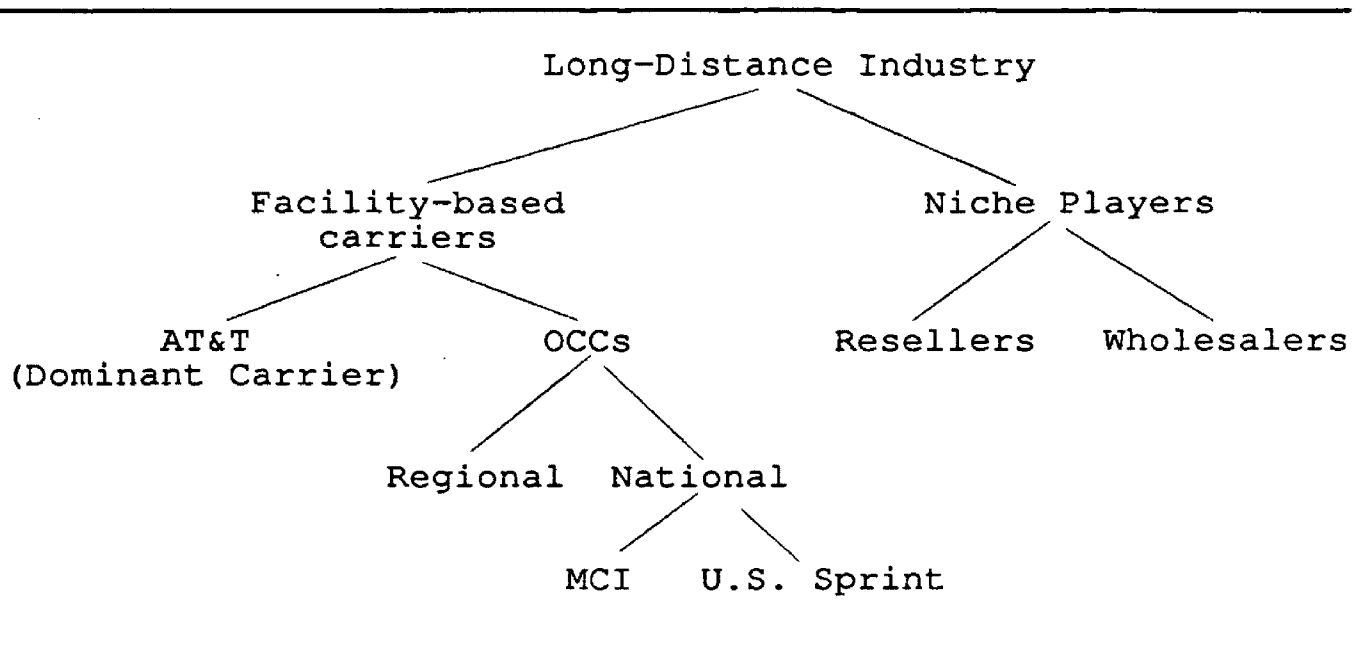 Long-Distance Industry
Facility-based
carriers
Niche Players
AT&T
(Dominant Carrier)
OCCs
Resellers
Wholesalers
Regional
National
MCI
U.S. Sprint